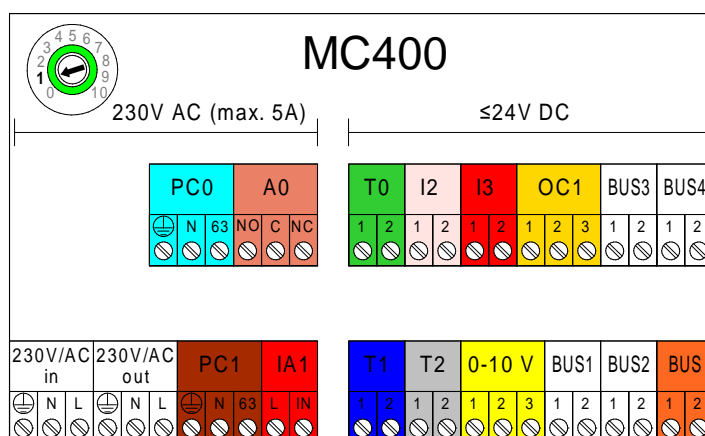 MC400
0 1 2 3 4 5 6 7 8 9 10
230V AC (max. 5A) ≤24V DC
PC0 A0 T0 I2 I3 OC1 BUS3 BUS4
N 63 NO C NC 1 2 1 2 1 2 1 2 3 1 2 1 2
230V/AC in 230V/AC out PC1 IA1 T1 T2 0-10 V BUS1 BUS2 BUS
N L N L N 63 L IN 1 2 1 2 1 2 3 1 2 1 2 1 2